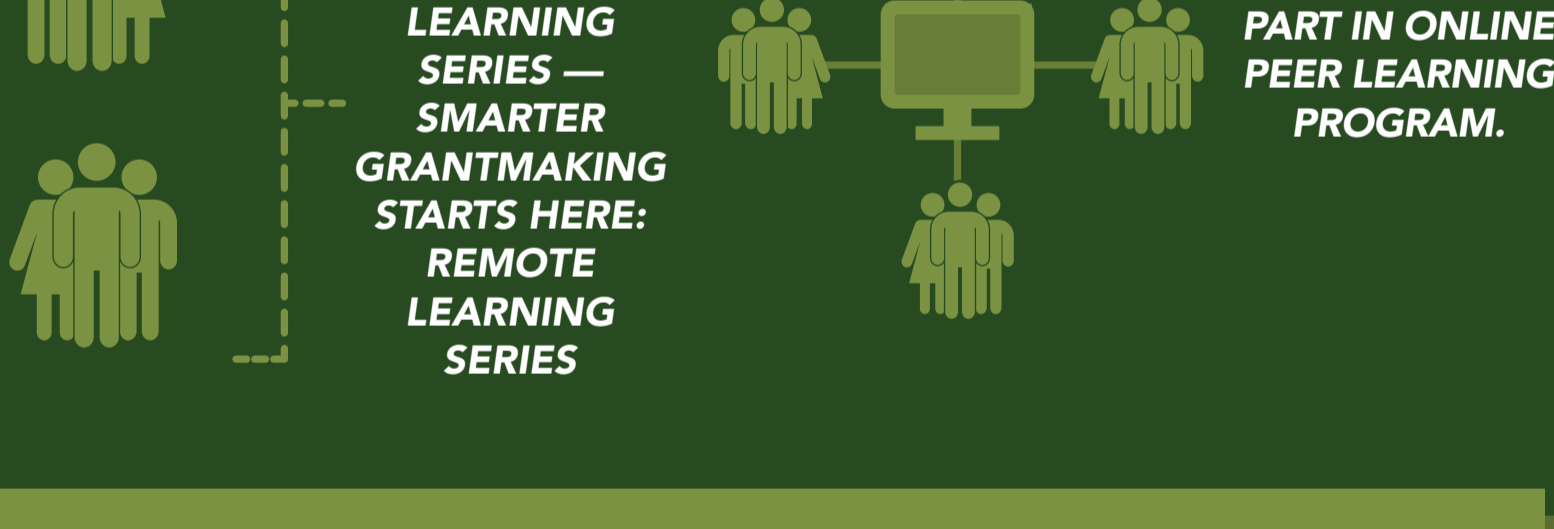 LEARNING
SERIES —
SMARTER
GRANTMAKING
STARTS HERE:
REMOTE
LEARNING
SERIES
PART IN ONLINE
PEER LEARNING
PROGRAM.